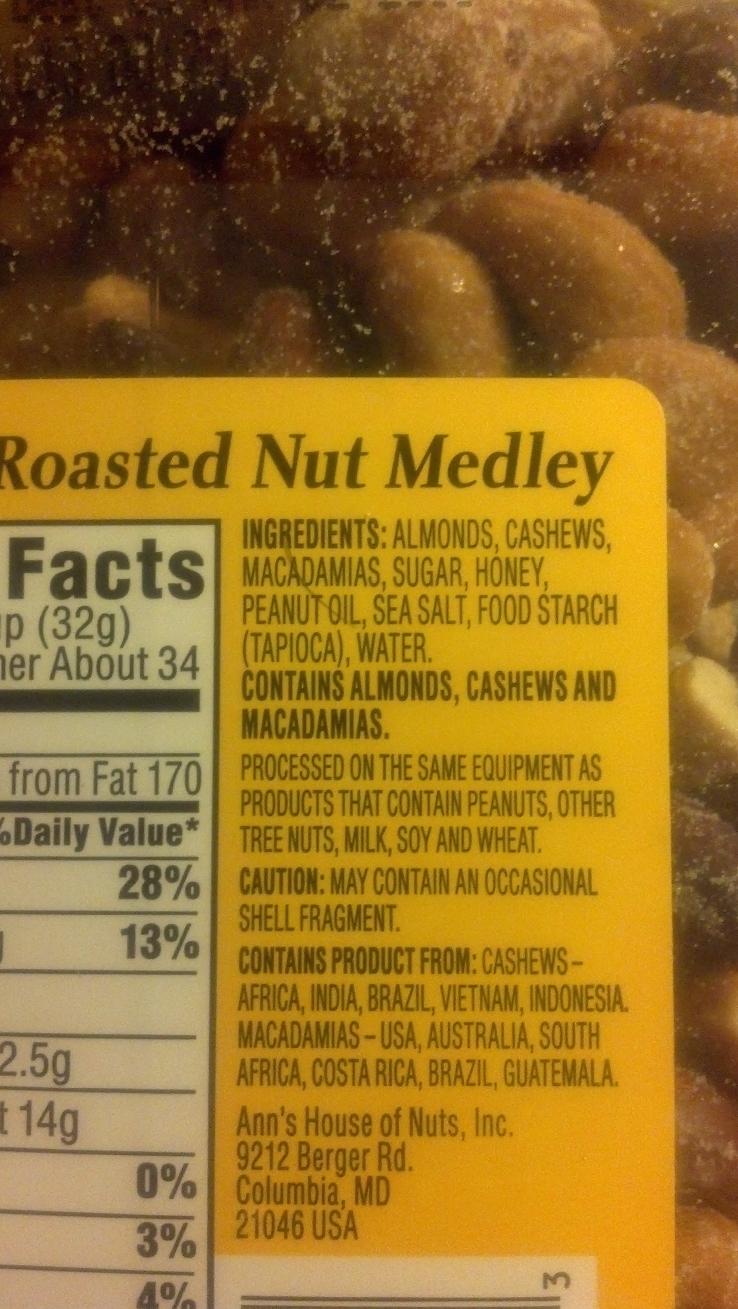 Roasted Nut Medley
Facts
(32g)
About 34
from Fat 170
%Daily Value*
28%
13%
2.5g
14g
0%
3%
4%
INGREDIENTS: ALMONDS, CASHEWS,
MACADAMIAS, SUGAR, HONEY,
PEANUT OIL, SEA SALT, FOOD STARCH
(TAPIOCA), WATER.
CONTAINS ALMONDS, CASHEWS AND
MACADAMIAS.
PROCESSED ON THE SAME EQUIPMENT AS
PRODUCTS THAT CONTAIN PEANUTS, OTHER
TREE NUTS, MILK, SOY AND WHEAT.
CAUTION: MAY CONTAIN AN OCCASIONAL
SHELL FRAGMENT.
CONTAINS PRODUCT FROM: CASHEWS –
AFRICA, INDIA, BRAZIL, VIETNAM, INDONESIA.
MACADAMIAS – USA, AUSTRALIA, SOUTH
AFRICA, COSTA RICA, BRAZIL, GUATEMALA.
Ann's House of Nuts, Inc.
9212 Berger Rd.
Columbia, MD
21046 USA
3